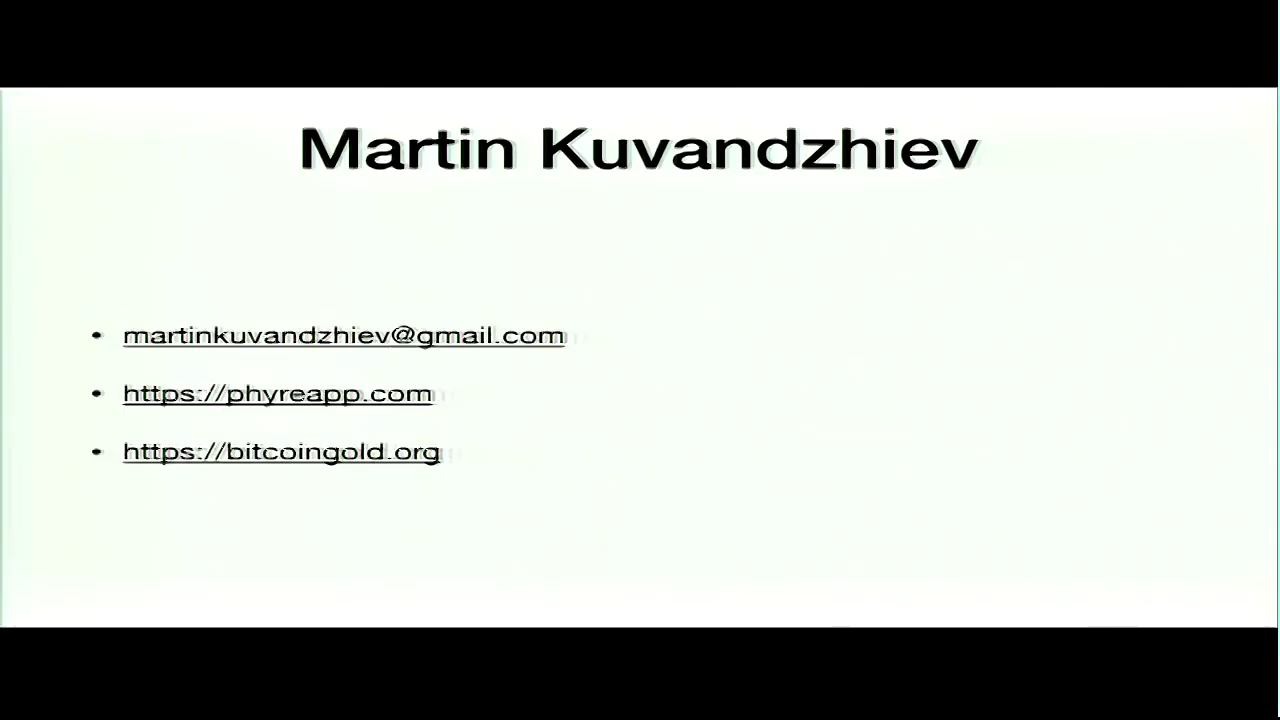 Martin Kuvandzhiev
• martinkuvandzhiev@gmail.com
• https://phyreapp.com
• https://bitcoingold.org